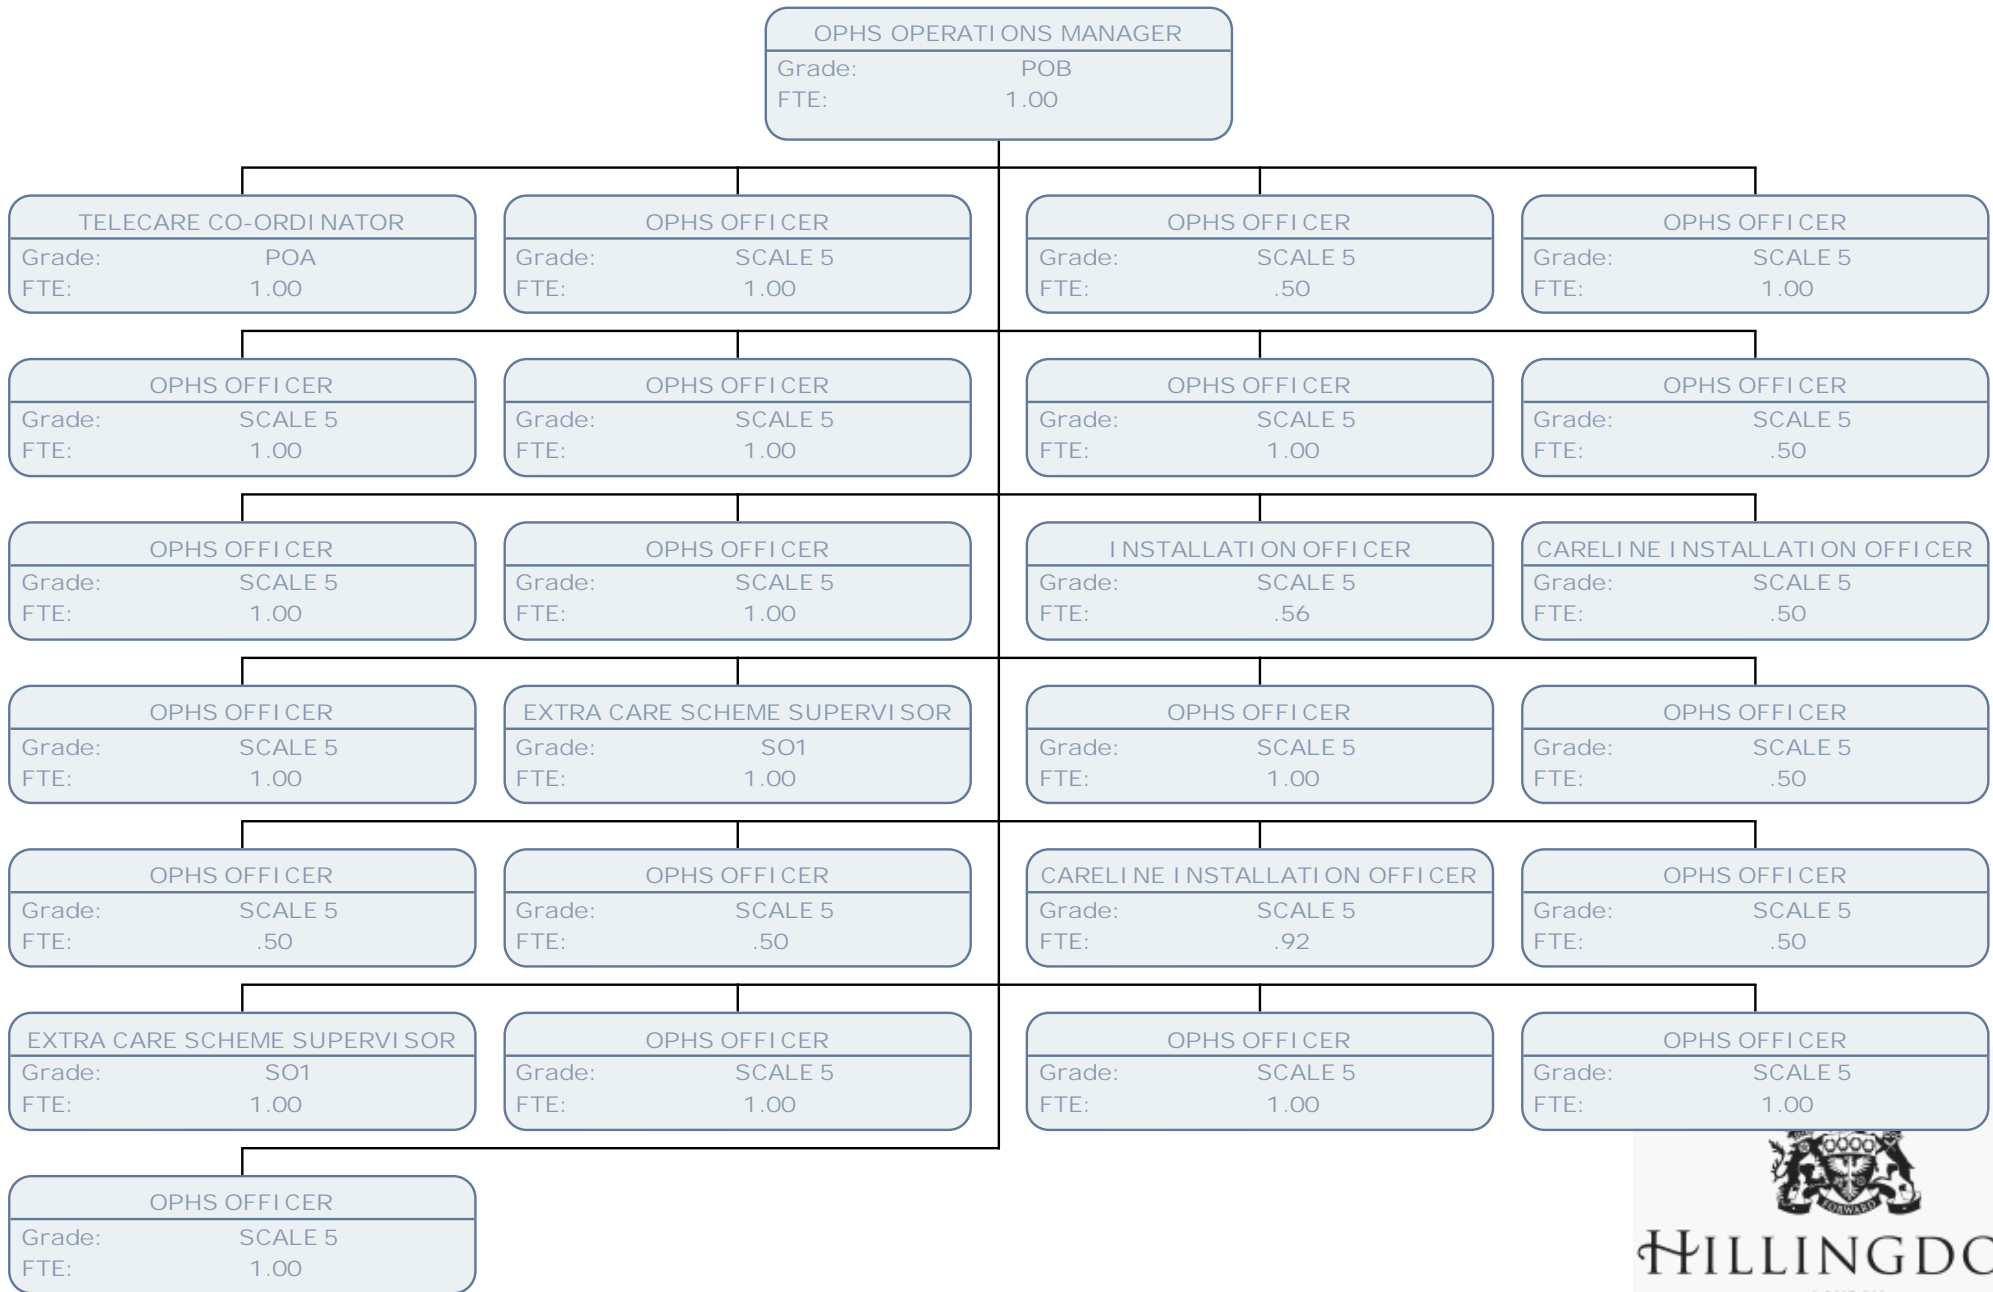 OPHS OPERATIONS MANAGER
Grade: POB
FTE: 1.00
TELECARE CO-ORDINATOR
Grade: POA
FTE: 1.00
OPHS OFFICER
Grade: SCALE 5
FTE: 1.00
OPHS OFFICER
Grade: SCALE 5
FTE: .50
OPHS OFFICER
Grade: SCALE 5
FTE: 1.00
OPHS OFFICER
Grade: SCALE 5
FTE: 1.00
OPHS OFFICER
Grade: SCALE 5
FTE: 1.00
OPHS OFFICER
Grade: SCALE 5
FTE: 1.00
OPHS OFFICER
Grade: SCALE 5
FTE: .50
OPHS OFFICER
Grade: SCALE 5
FTE: 1.00
OPHS OFFICER
Grade: SCALE 5
FTE: 1.00
INSTALLATION OFFICER
Grade: SCALE 5
FTE: .56
CARELINE INSTALLATION OFFICER
Grade: SCALE 5
FTE: .50
OPHS OFFICER
Grade: SCALE 5
FTE: 1.00
EXTRA CARE SCHEME SUPERVISOR
Grade: SO1
FTE: 1.00
OPHS OFFICER
Grade: SCALE 5
FTE: 1.00
OPHS OFFICER
Grade: SCALE 5
FTE: .50
OPHS OFFICER
Grade: SCALE 5
FTE: .50
OPHS OFFICER
Grade: SCALE 5
FTE: .50
CARELINE INSTALLATION OFFICER
Grade: SCALE 5
FTE: .92
OPHS OFFICER
Grade: SCALE 5
FTE: .50
EXTRA CARE SCHEME SUPERVISOR
Grade: SO1
FTE: 1.00
OPHS OFFICER
Grade: SCALE 5
FTE: 1.00
OPHS OFFICER
Grade: SCALE 5
FTE: 1.00
OPHS OFFICER
Grade: SCALE 5
FTE: 1.00
OPHS OFFICER
Grade: SCALE 5
FTE: 1.00
FORWARD
HILLINGDO